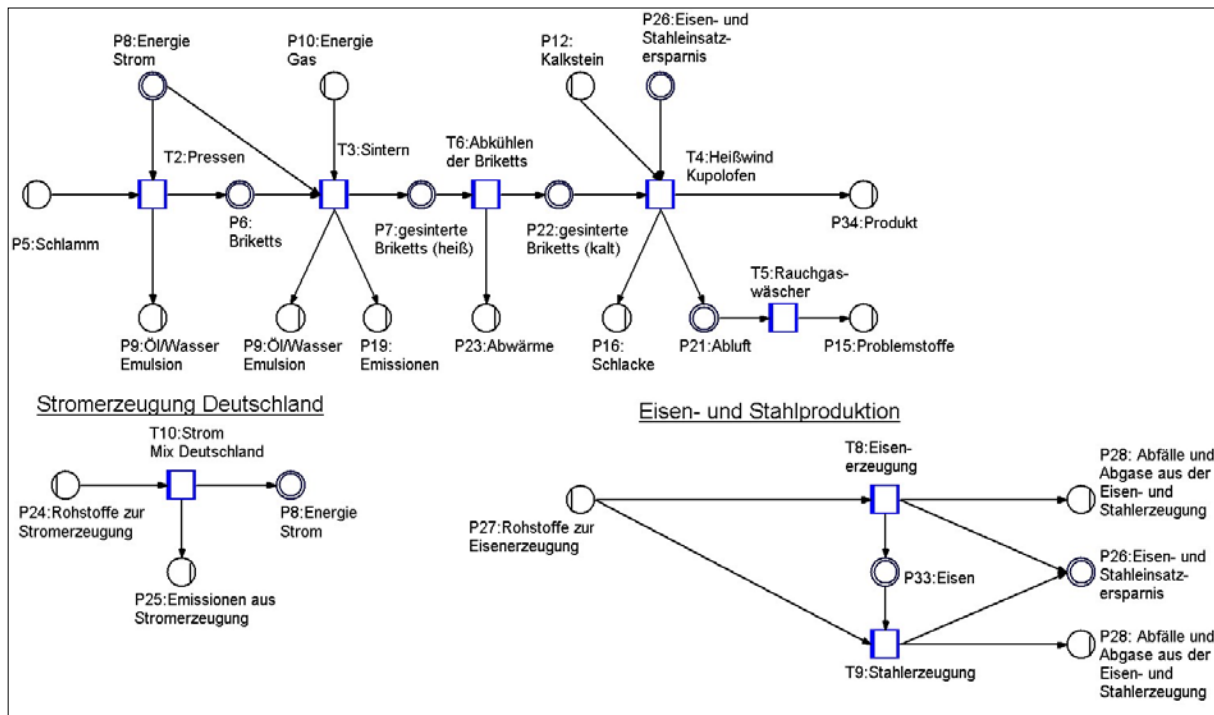 P8:Energie
Strom
P10:Energie
Gas
P12:
Kalkstein
P26:Eisen- und
Stahleinsatz-
ersparnis
T2:Pressen
T3:Sintern
T6:Abkühlen
der Briketts
T4:Heißwind
Kupolofen
P5:Schlamm
P6:
Briketts
P7:gesinterte
Briketts (heiß)
P22:gesinterte
Briketts (kalt)
P34:Produkt
T5:Rauchgas-
wäscher
P9:Öl/Wasser
Emulsion
P9:Öl/Wasser
Emulsion
P19:
Emissionen
P23:Abwärme
P16:
Schlacke
P21:Abluft
P15:Problemstoffe
Stromerzeugung Deutschland
T10:Strom
Mix Deutschland
P24:Rohstoffe zur
Stromerzeugung
P8:Energie
Strom
P25:Emissionen aus
Stromerzeugung
Eisen- und Stahlproduktion
T8:Eisen-
erzeugung
P28: Abfälle und
Abgase aus der
Eisen- und
Stahlerzeugung
P27:Rohstoffe zur
Eisenerzeugung
P33:Eisen
P26:Eisen- und
Stahleinsatz-
ersparnis
T9:Stahlerzeugung
P28: Abfälle und
Abgase aus der
Eisen- und
Stahlerzeugung